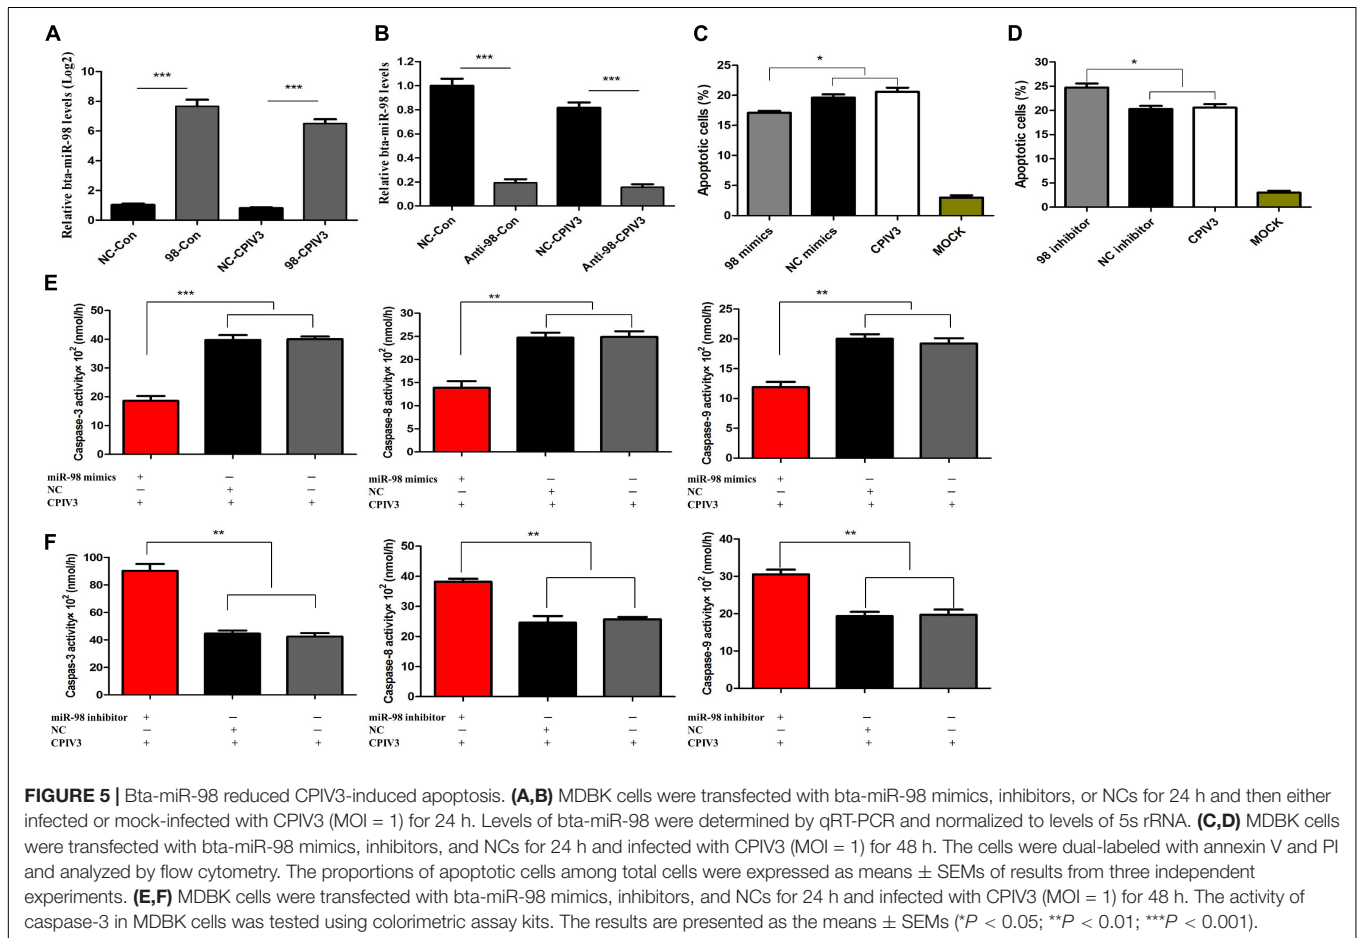 A
Relative bta-miR-98 levels (Log2)
10
8
6
4
2
0
***
***
NC-Con
98-Con
NC-CPIV3
98-CPIV3
B
Relative bta-miR-98 levels
1.2
1.0
0.8
0.6
0.4
0.2
0.0
***
***
NC-Con
Anti-98-Con
NC-CPIV3
Anti-98-CPIV3
C
Apoptotic cells (%)
25
20
15
10
5
0
*
98 mimics
NC mimics
CPIV3
MOCK
D
Apoptotic cells (%)
30
25
20
15
10
5
0
*
98 inhibitor
NC inhibitor
CPIV3
MOCK
E
Caspase-3 activity× 10² (nmol/h)
50
40
30
20
10
0
***
miR-98 mimics + – –
NC – + –
CPIV3 + + +
Caspase-8 activity× 10² (nmol/h)
30
25
20
15
10
5
0
**
miR-98 mimics + – –
NC – + –
CPIV3 + + +
Caspase-9 activity× 10² (nmol/h)
25
20
15
10
5
0
**
miR-98 mimics + – –
NC – + –
CPIV3 + + +
F
Caspas-3 activity× 10² (nmol/h)
100
80
60
40
20
0
**
miR-98 inhibitor + – –
NC – + –
CPIV3 + + +
Caspase-8 activity× 10² (nmol/h)
50
40
30
20
10
0
**
miR-98 inhibitor + – –
NC – + –
CPIV3 + + +
Caspase-9 activity× 10² (nmol/h)
40
30
20
10
0
**
miR-98 inhibitor + – –
NC – + –
CPIV3 + + +
FIGURE 5 | Bta-miR-98 reduced CPIV3-induced apoptosis. (A,B) MDBK cells were transfected with bta-miR-98 mimics, inhibitors, or NCs for 24 h and then either
infected or mock-infected with CPIV3 (MOI = 1) for 24 h. Levels of bta-miR-98 were determined by qRT-PCR and normalized to levels of 5s rRNA. (C,D) MDBK cells
were transfected with bta-miR-98 mimics, inhibitors, and NCs for 24 h and infected with CPIV3 (MOI = 1) for 48 h. The cells were dual-labeled with annexin V and PI
and analyzed by flow cytometry. The proportions of apoptotic cells among total cells were expressed as means ± SEMs of results from three independent
experiments. (E,F) MDBK cells were transfected with bta-miR-98 mimics, inhibitors, and NCs for 24 h and infected with CPIV3 (MOI = 1) for 48 h. The activity of
caspase-3 in MDBK cells was tested using colorimetric assay kits. The results are presented as the means ± SEMs (*P < 0.05; **P < 0.01; ***P < 0.001).